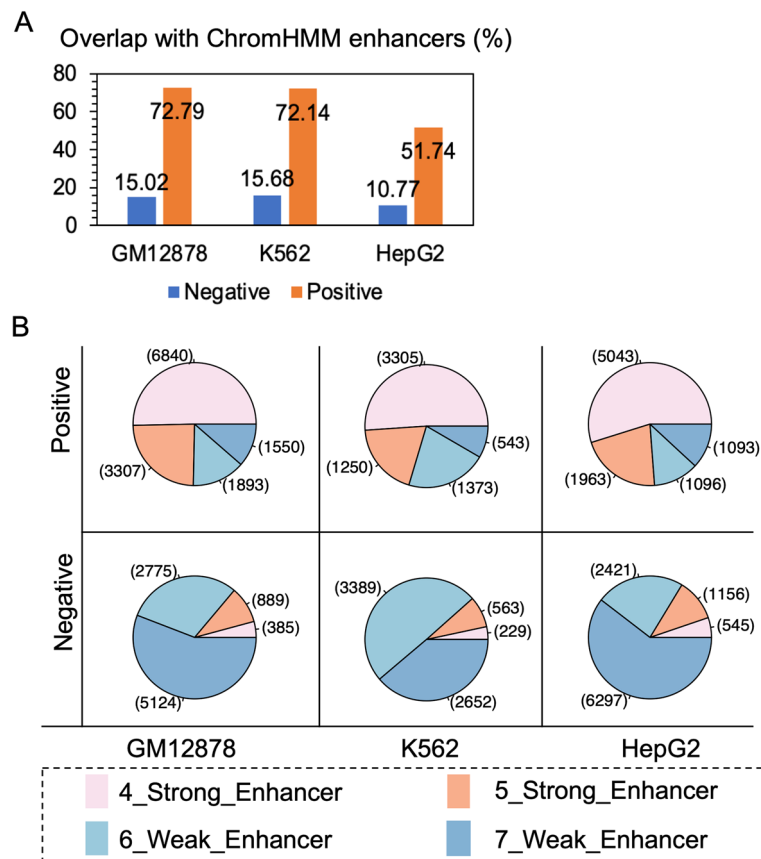 A
Overlap with ChromHMM enhancers (%)
80
60
40
20
0
72.79
72.14
51.74
15.02
15.68
10.77
GM12878
K562
HepG2
Negative
Positive
B
Positive
(6840)
(3307)
(1893)
(1550)
(3305)
(1250)
(1373)
(543)
(5043)
(1963)
(1096)
(1093)
Negative
(2775)
(889)
(385)
(5124)
(3389)
(563)
(229)
(2652)
(2421)
(1156)
(545)
(6297)
GM12878
K562
HepG2
4_Strong_Enhancer
5_Strong_Enhancer
6_Weak_Enhancer
7_Weak_Enhancer